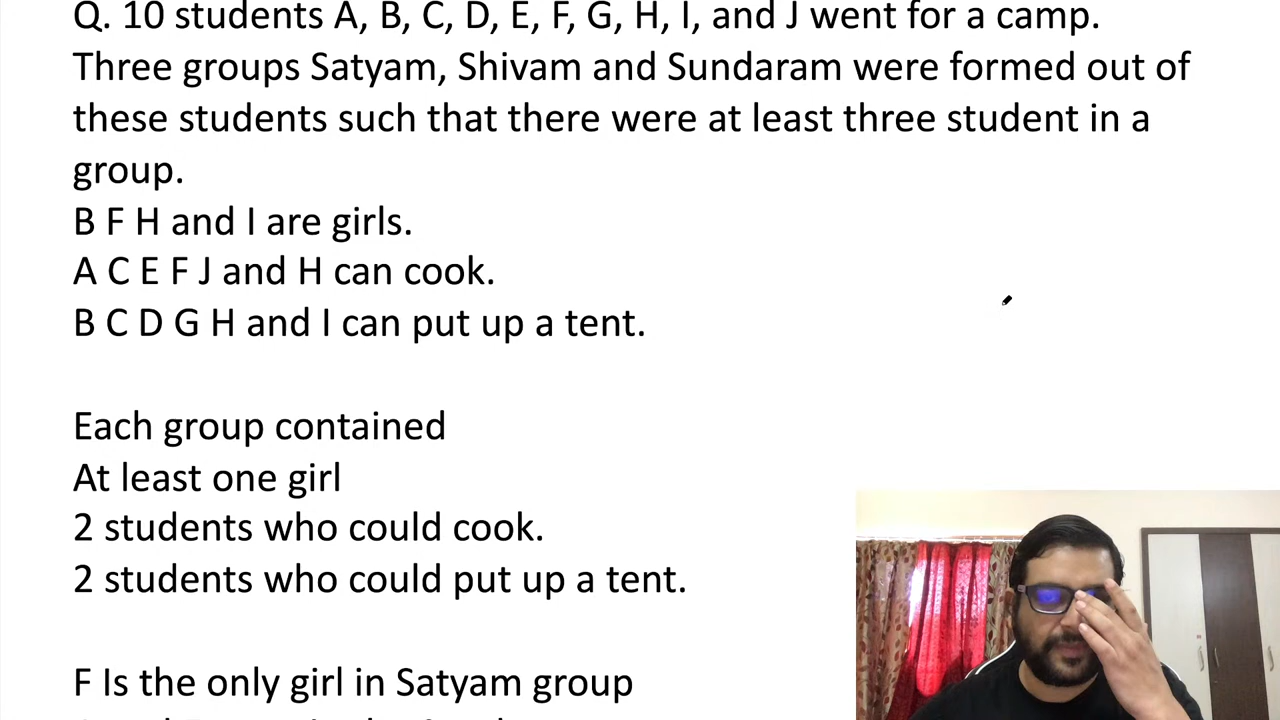 Q. 10 students A, B, C, D, E, F, G, H, I, and J went for a camp.
Three groups Satyam, Shivam and Sundaram were formed out of
these students such that there were at least three student in a
group.
B F H and I are girls.
A C E F J and H can cook.
B C D G H and I can put up a tent.
Each group contained
At least one girl
2 students who could cook.
2 students who could put up a tent.
F Is the only girl in Satyam group